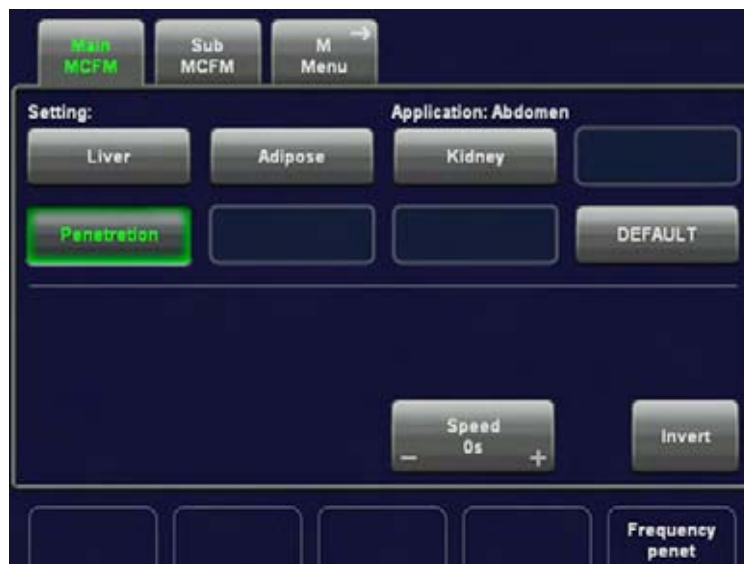 Main MCFM
Sub MCFM
M Menu →
Setting:
Application: Abdomen
Liver
Adipose
Kidney
Penetration
DEFAULT
Speed
0s
− +
Invert
Frequency
penet